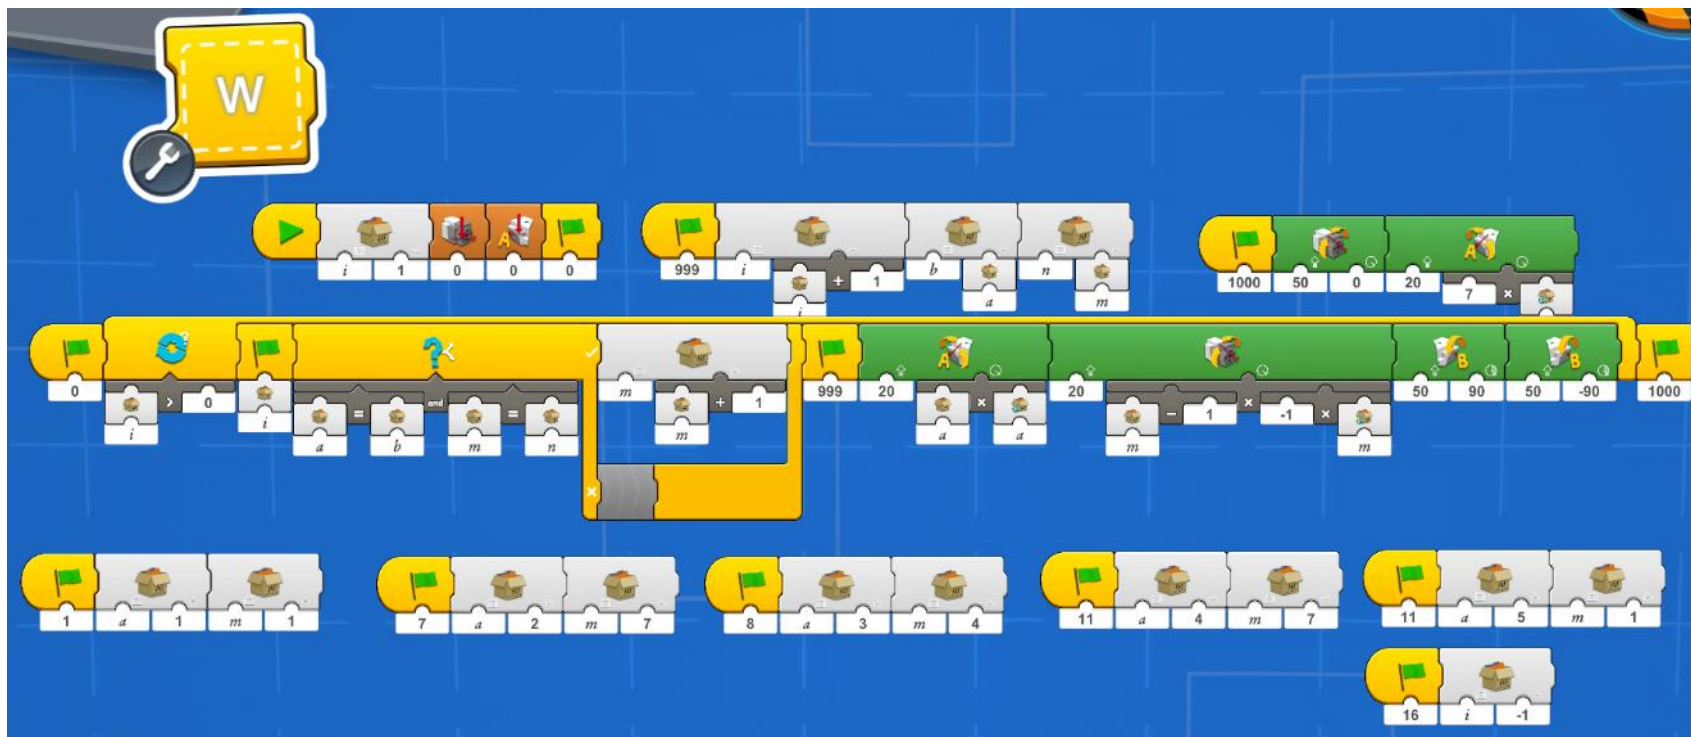 W
i 1 A 0 0 0
999 i i + 1 b a n m
1000 50 0 20 A 7 ×
0 i > 0 i a = b and m = n m m + 1 999 20 A a × a 20 m - 1 × -1 × m 50 B 90 50 B -90 1000
1 a 1 m 1
7 a 2 m 7
8 a 3 m 4
11 a 4 m 7
11 a 5 m 1
16 i -1